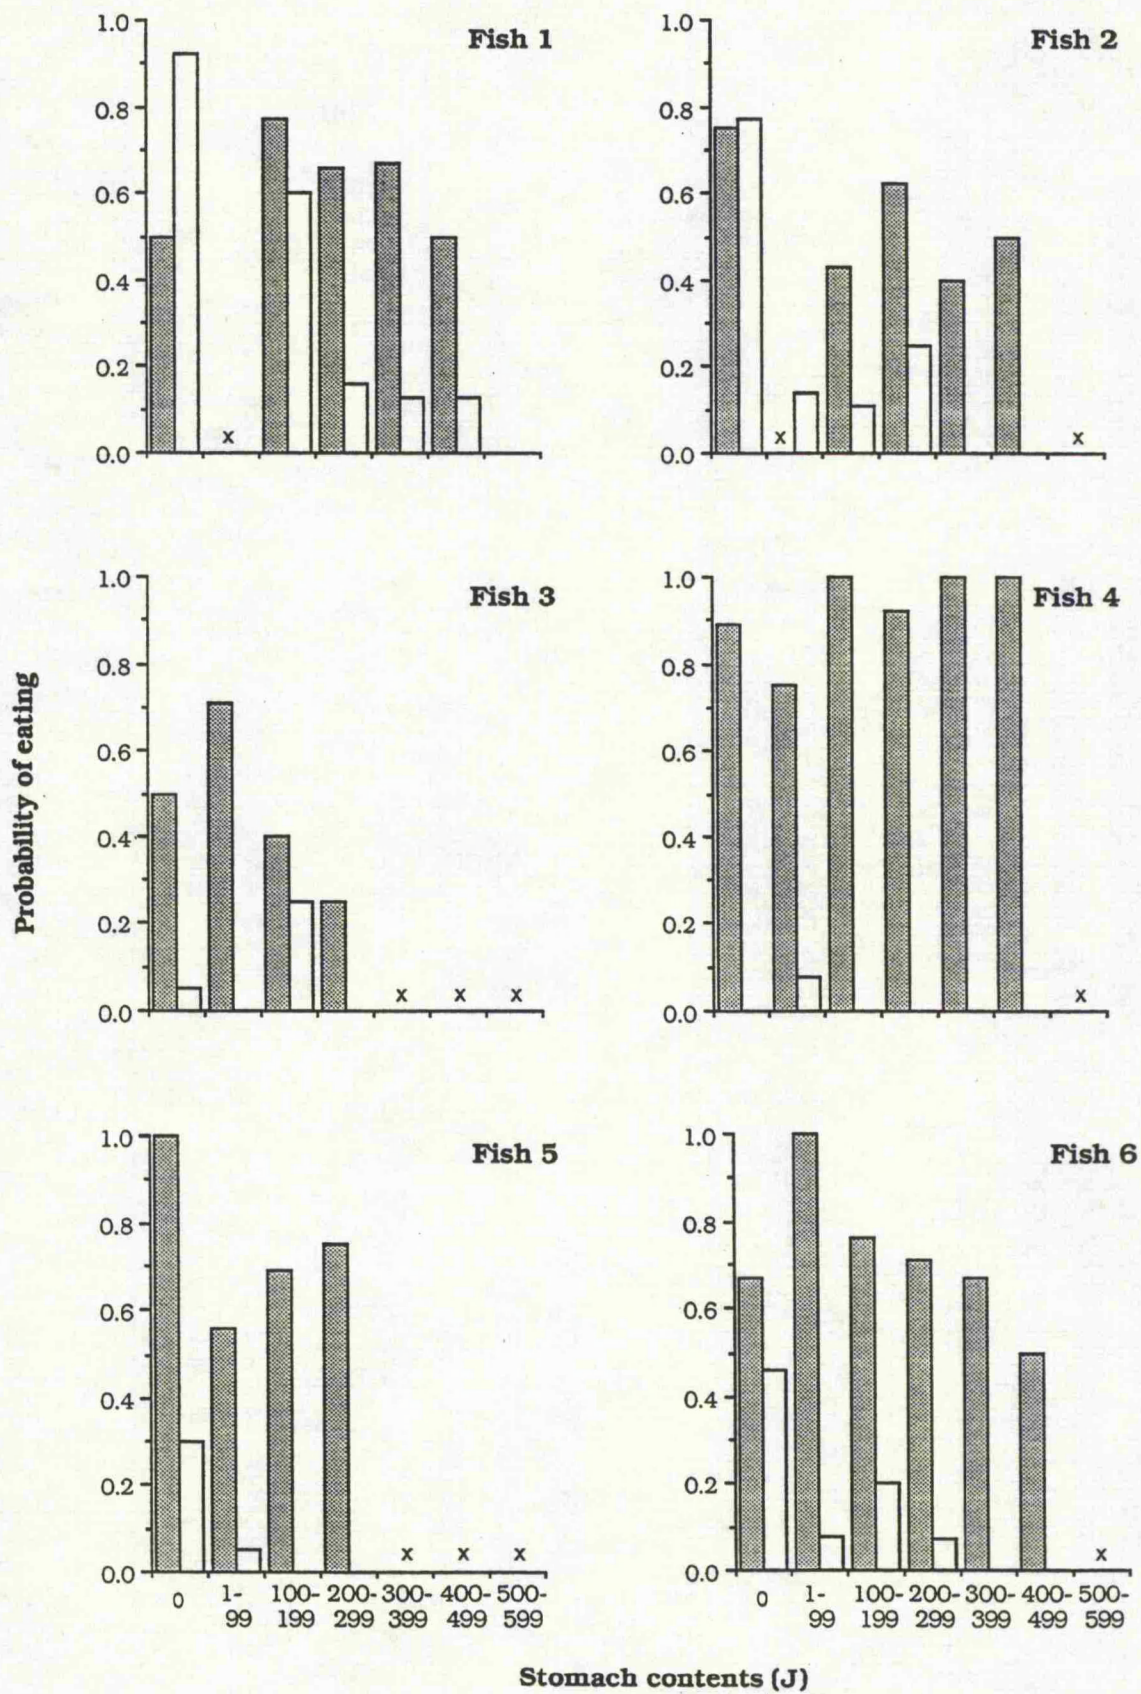 Fish 1
1.0
0.8
0.6
0.4
0.2
0.0
x
Fish 2
1.0
0.8
0.6
0.4
0.2
0.0
x
x
Fish 3
1.0
0.8
0.6
0.4
0.2
0.0
x x x
Fish 4
1.0
0.8
0.6
0.4
0.2
0.0
x
Probability of eating
Fish 5
1.0
0.8
0.6
0.4
0.2
0.0
x x x
0 1- 100- 200- 300- 400- 500-
99 199 299 399 499 599
Fish 6
1.0
0.8
0.6
0.4
0.2
0.0
x
0 1- 100- 200- 300- 400- 500-
99 199 299 399 499 599
Stomach contents (J)